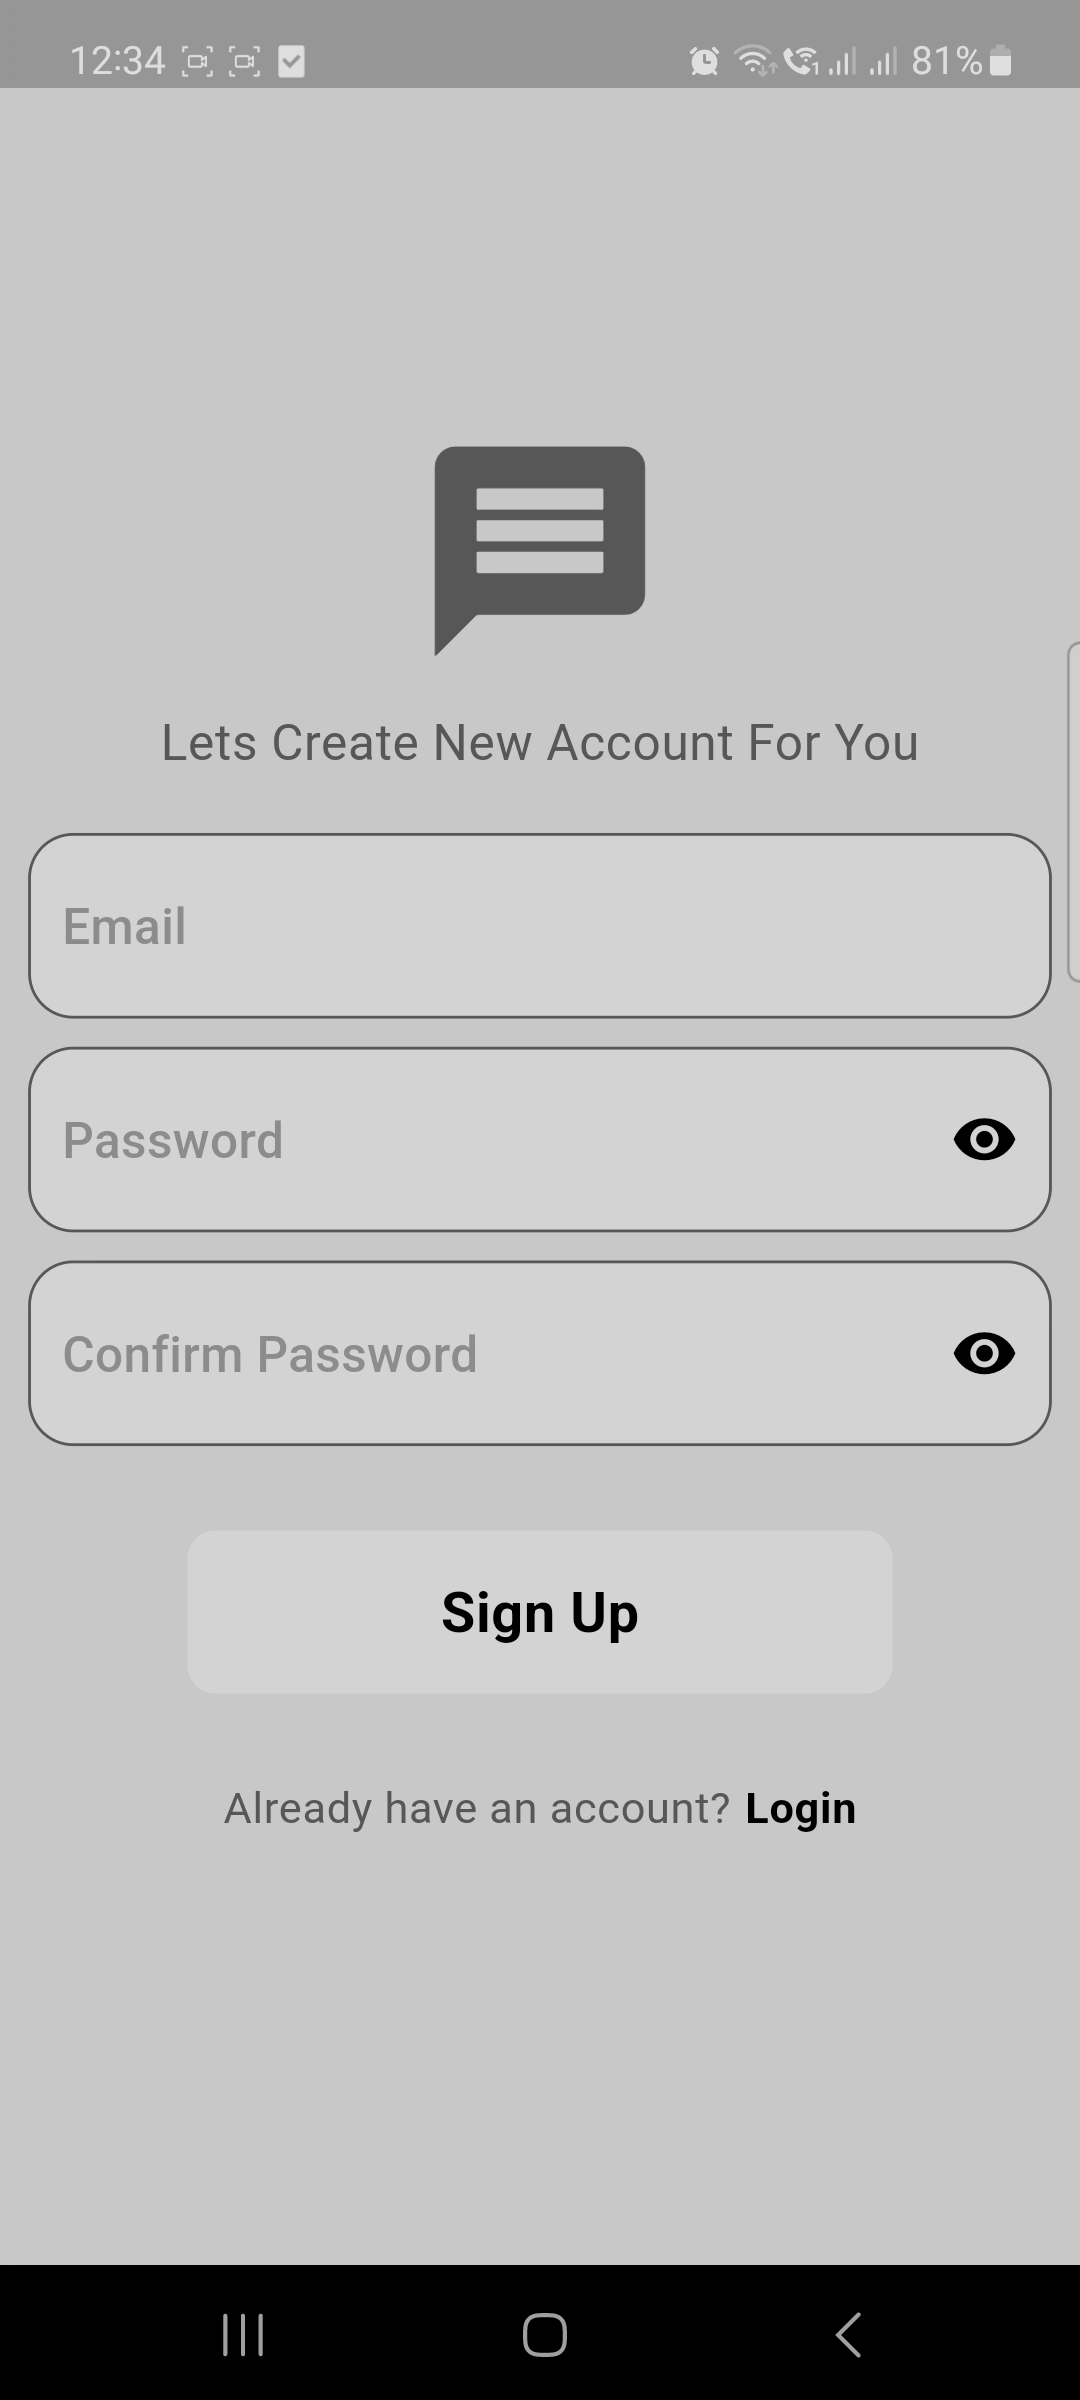 12:34 81%
Lets Create New Account For You
Email
Password
Confirm Password
Sign Up
Already have an account? Login